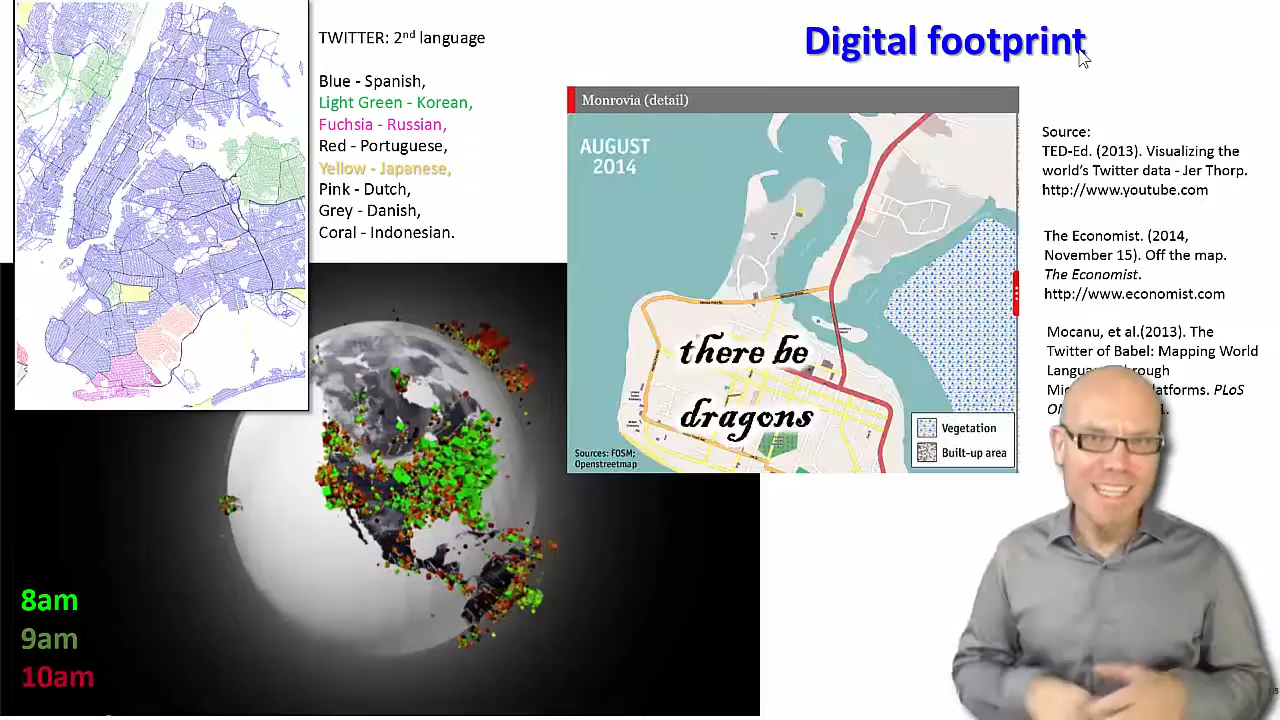 Digital footprint
TWITTER: 2nd language
Blue - Spanish,
Light Green - Korean,
Fuchsia - Russian,
Red - Portuguese,
Yellow - Japanese,
Pink - Dutch,
Grey - Danish,
Coral - Indonesian.
8am
9am
10am
Monrovia (detail)
AUGUST
2014
there be
dragons
Vegetation
Built-up area
Sources: FOSM;
Openstreetmap
Source:
TED-Ed. (2013). Visualizing the
world's Twitter data - Jer Thorp.
http://www.youtube.com
The Economist. (2014,
November 15). Off the map.
The Economist.
http://www.economist.com
Mocanu, et al.(2013). The
Twitter of Babel: Mapping World
PLoS